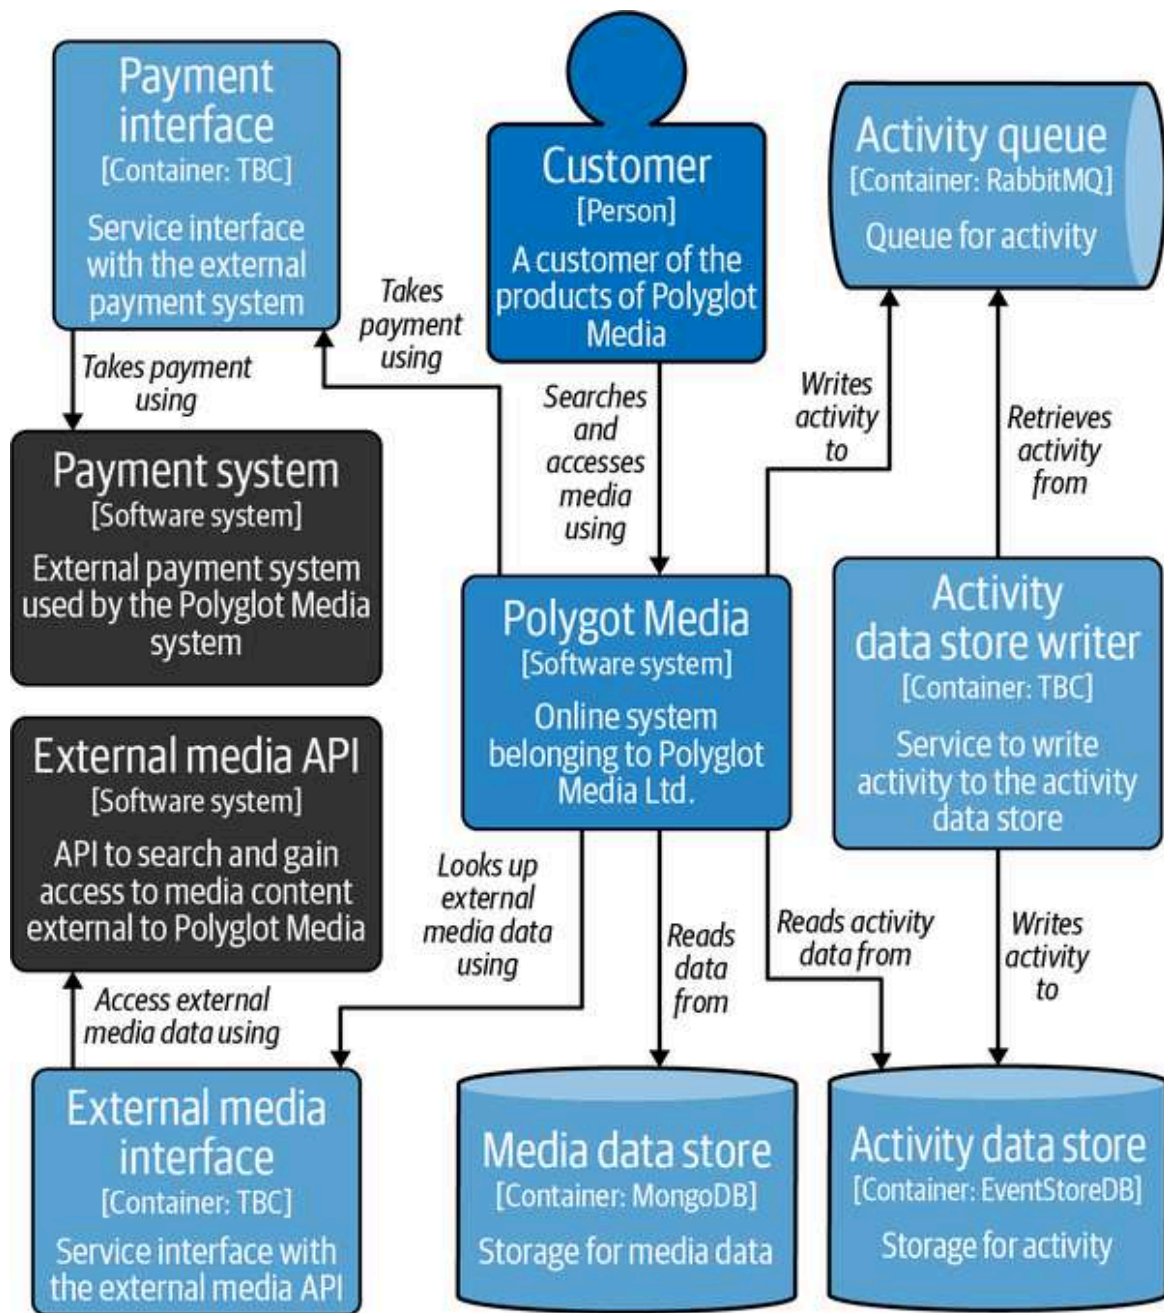 Payment
interface
[Container: TBC]
Service interface
with the external
payment system
Customer
[Person]
A customer of the
products of Polyglot
Media
Activity queue
[Container: RabbitMQ]
Queue for activity
Takes
payment
using
Takes payment
using
Searches
and
accesses
media
using
Writes
activity
to
Retrieves
activity
from
Payment system
[Software system]
External payment system
used by the Polyglot Media
system
Polygot Media
[Software system]
Online system
belonging to Polyglot
Media Ltd.
Activity
data store writer
[Container: TBC]
Service to write
activity to the activity
data store
External media API
[Software system]
API to search and gain
access to media content
external to Polyglot Media
Looks up
external
media data
using
Reads
data
from
Reads activity
data from
Writes
activity
to
Access external
media data using
External media
interface
[Container: TBC]
Service interface with
the external media API
Media data store
[Container: MongoDB]
Storage for media data
Activity data store
[Container: EventStoreDB]
Storage for activity